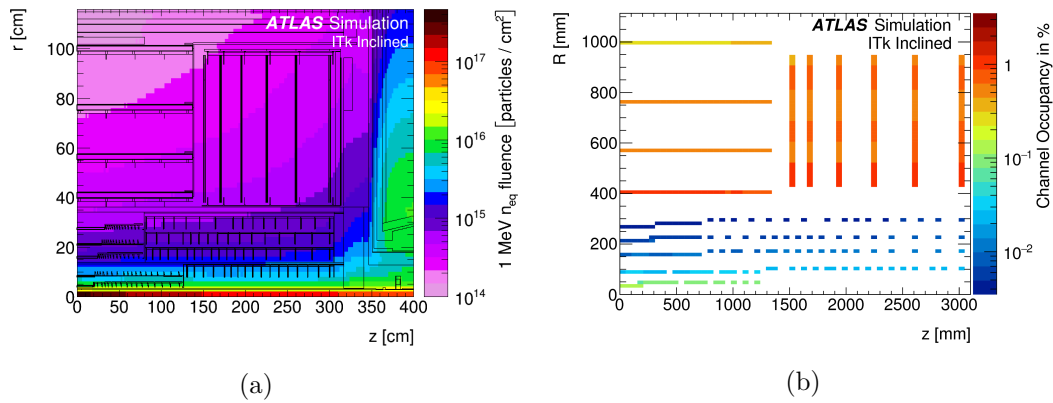 ATLAS Simulation
ITk Inclined
r [cm]
100
80
60
40
20
0
0 50 100 150 200 250 300 350 400
z [cm]
10^17
10^16
10^15
10^14
1 MeV n_eq fluence [particles / cm^2]
(a)
ATLAS Simulation
ITk Inclined
R [mm]
1000
800
600
400
200
0
0 500 1000 1500 2000 2500 3000
z [mm]
1
10^-1
10^-2
Channel Occupancy in %
(b)